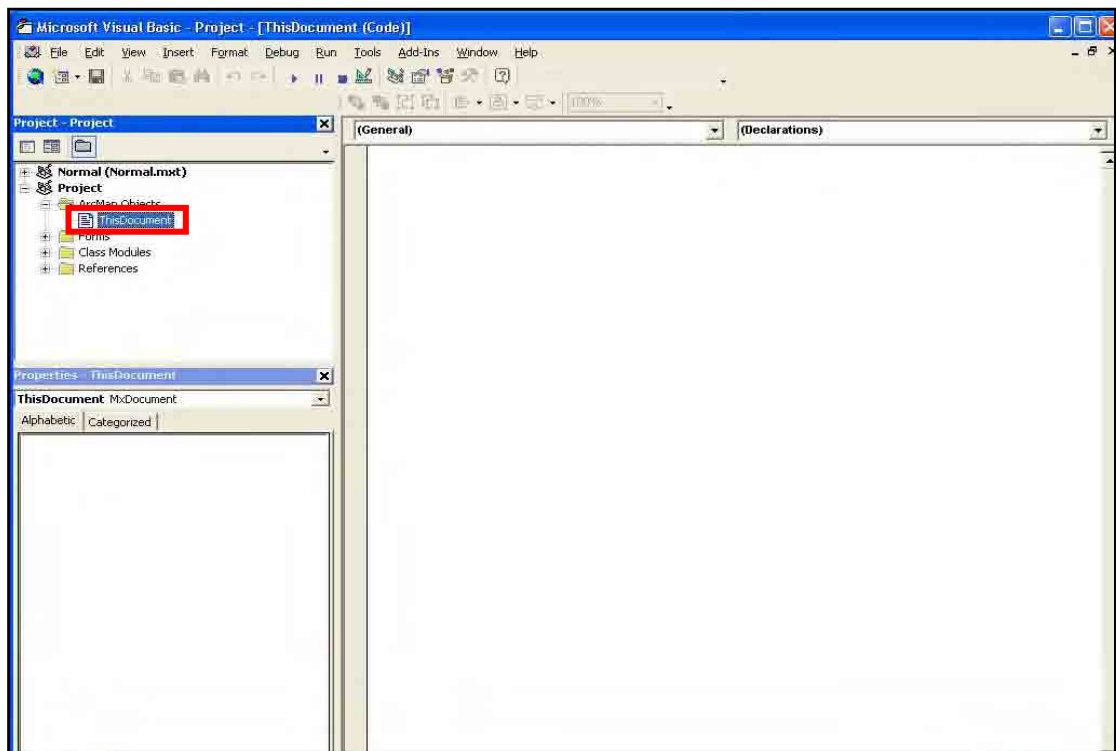 Microsoft Visual Basic - Project - [ThisDocument (Code)]
File Edit View Insert Format Debug Run Tools Add-Ins Window Help
100%
Project - Project
(General) (Declarations)
Normal (Normal.mxt)
Project
ArcMap Objects
ThisDocument
Forms
Class Modules
References
Properties - ThisDocument
ThisDocument MxDocument
Alphabetic Categorized